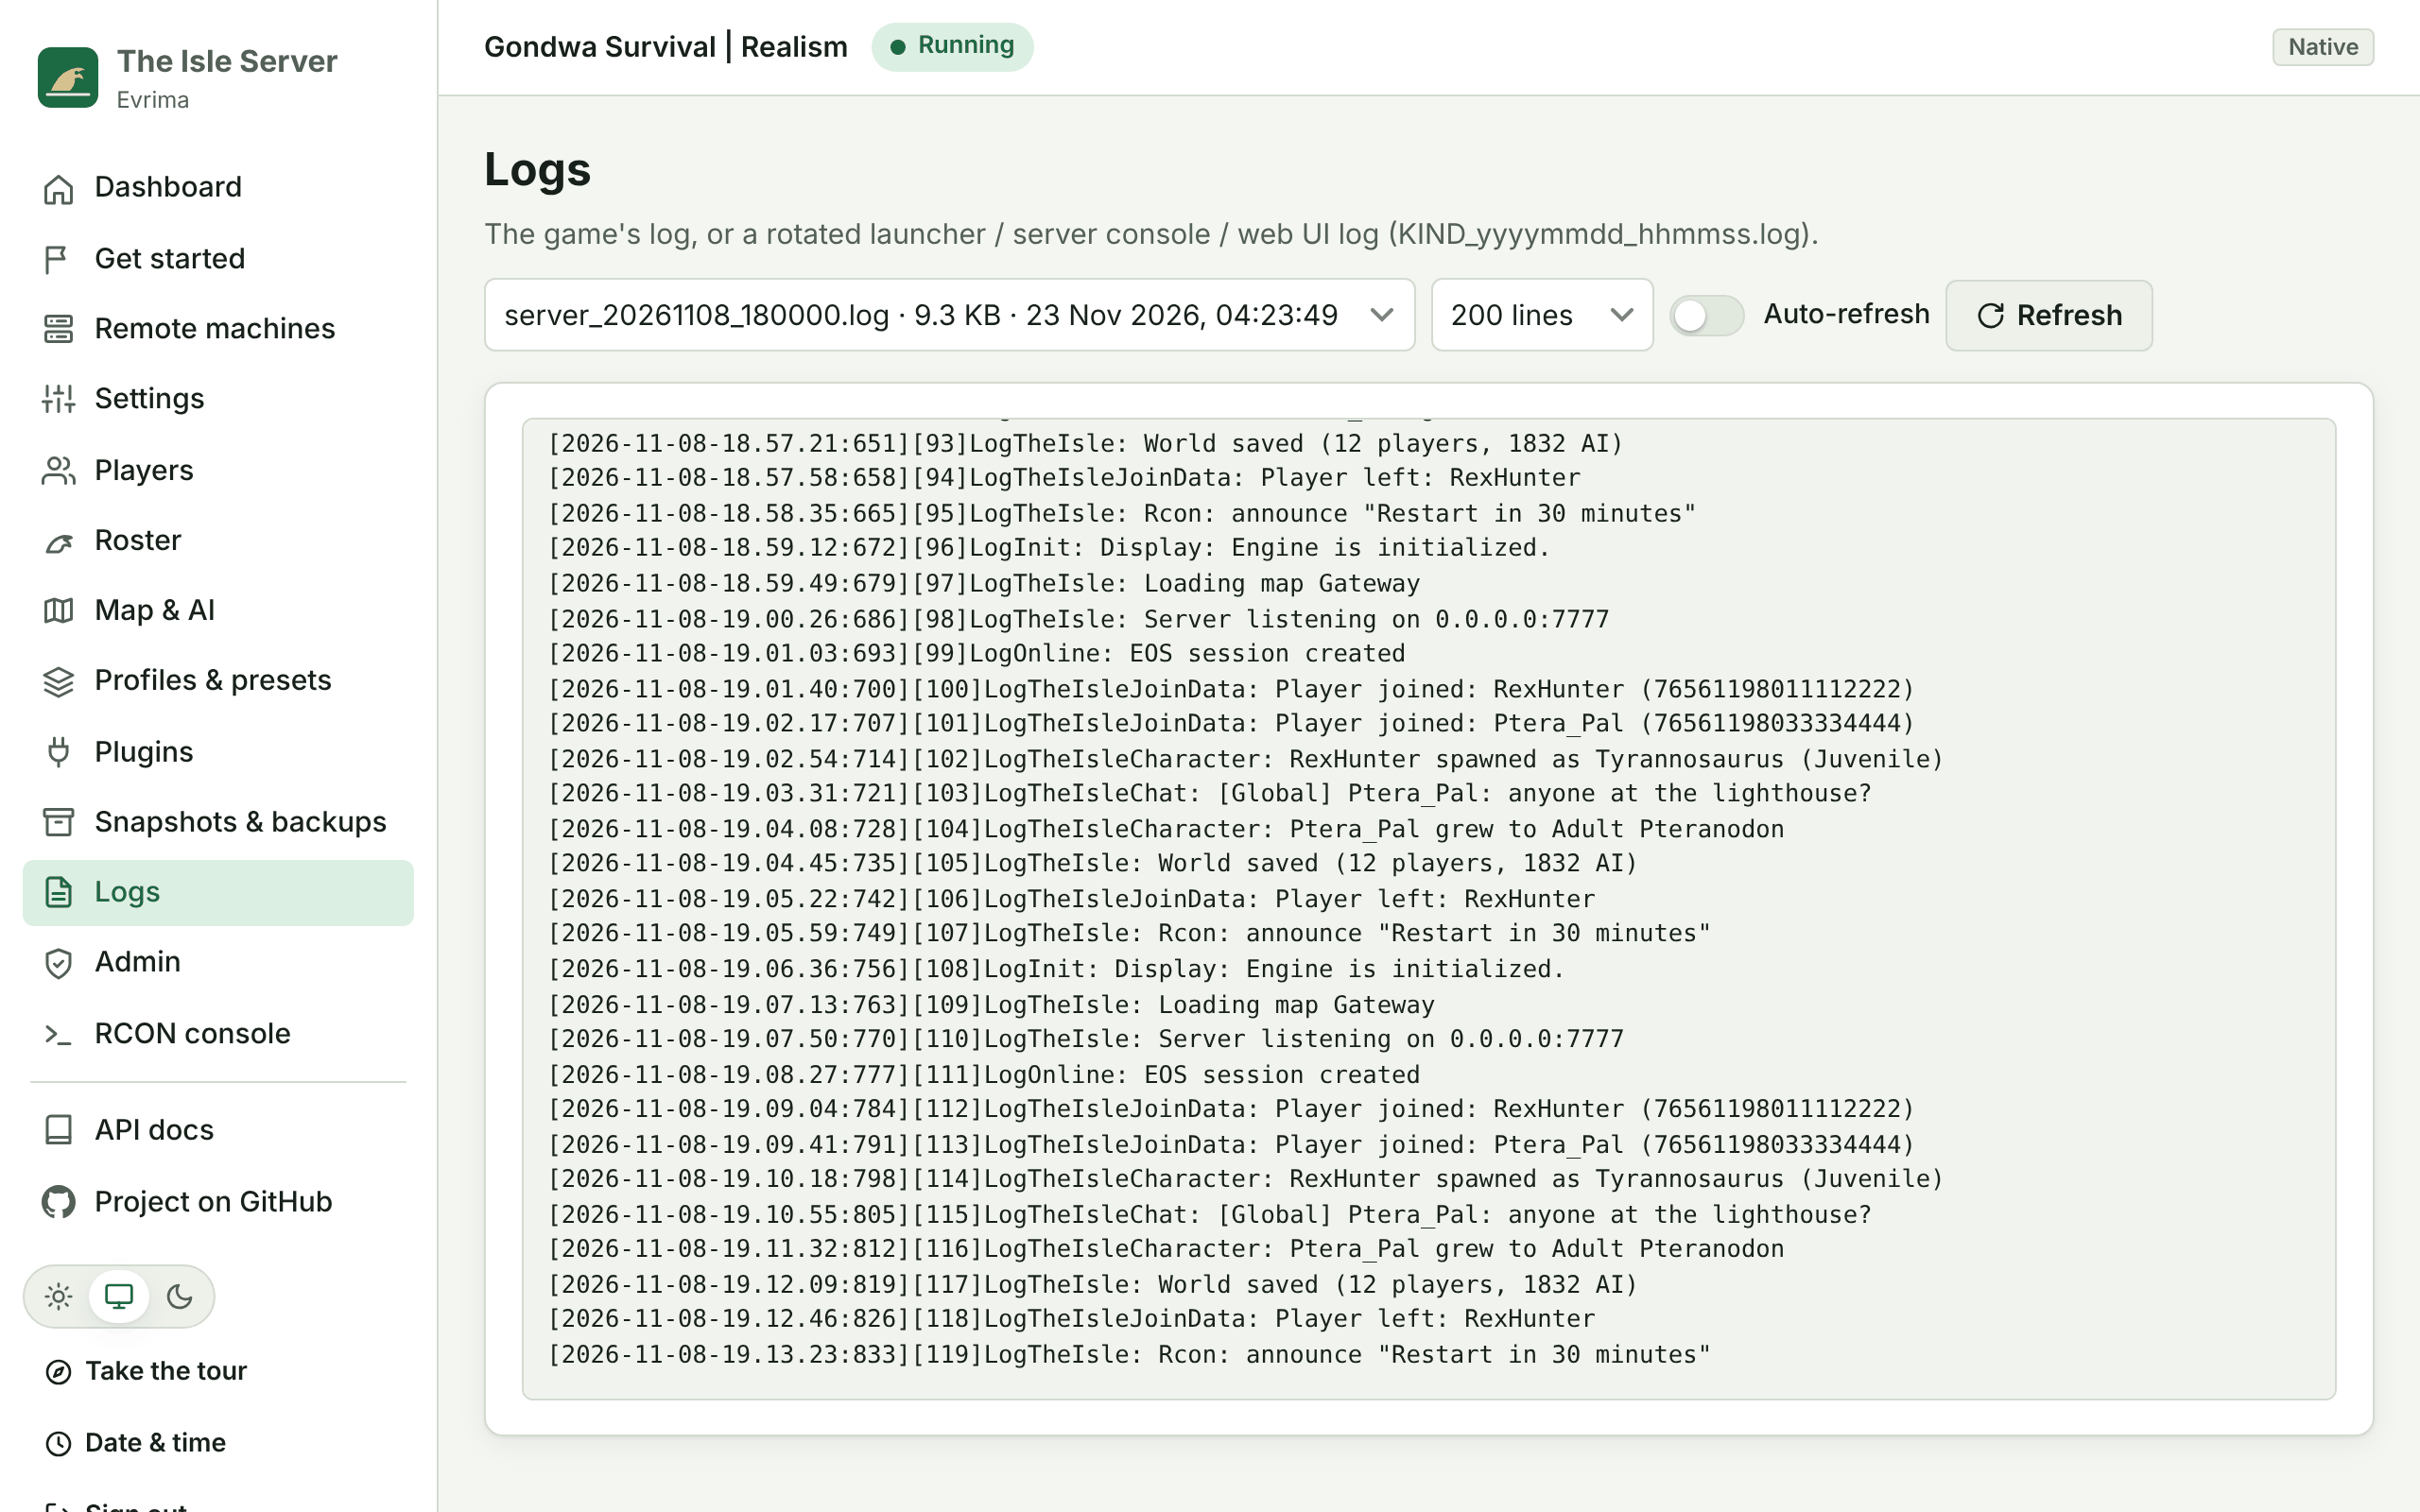 The Isle Server
Evrima
Dashboard
Get started
Remote machines
Settings
Players
Roster
Map & AI
Profiles & presets
Plugins
Snapshots & backups
Logs
Admin
RCON console
API docs
Project on GitHub
Take the tour
Date & time
Gondwa Survival | Realism
Running
Native
Logs
The game's log, or a rotated launcher / server console / web UI log (KIND_yyyymmdd_hhmmss.log).
server_20261108_180000.log · 9.3 KB · 23 Nov 2026, 04:23:49
200 lines
Auto-refresh
Refresh
[2026-11-08-18.57.21:651][93]LogTheIsle: World saved (12 players, 1832 AI)
[2026-11-08-18.57.58:658][94]LogTheIsleJoinData: Player left: RexHunter
[2026-11-08-18.58.35:665][95]LogTheIsle: Rcon: announce "Restart in 30 minutes"
[2026-11-08-18.59.12:672][96]LogInit: Display: Engine is initialized.
[2026-11-08-18.59.49:679][97]LogTheIsle: Loading map Gateway
[2026-11-08-19.00.26:686][98]LogTheIsle: Server listening on 0.0.0.0:7777
[2026-11-08-19.01.03:693][99]LogOnline: EOS session created
[2026-11-08-19.01.40:700][100]LogTheIsleJoinData: Player joined: RexHunter (76561198011112222)
[2026-11-08-19.02.17:707][101]LogTheIsleJoinData: Player joined: Ptera_Pal (76561198033334444)
[2026-11-08-19.02.54:714][102]LogTheIsleCharacter: RexHunter spawned as Tyrannosaurus (Juvenile)
[2026-11-08-19.03.31:721][103]LogTheIsleChat: [Global] Ptera_Pal: anyone at the lighthouse?
[2026-11-08-19.04.08:728][104]LogTheIsleCharacter: Ptera_Pal grew to Adult Pteranodon
[2026-11-08-19.04.45:735][105]LogTheIsle: World saved (12 players, 1832 AI)
[2026-11-08-19.05.22:742][106]LogTheIsleJoinData: Player left: RexHunter
[2026-11-08-19.05.59:749][107]LogTheIsle: Rcon: announce "Restart in 30 minutes"
[2026-11-08-19.06.36:756][108]LogInit: Display: Engine is initialized.
[2026-11-08-19.07.13:763][109]LogTheIsle: Loading map Gateway
[2026-11-08-19.07.50:770][110]LogTheIsle: Server listening on 0.0.0.0:7777
[2026-11-08-19.08.27:777][111]LogOnline: EOS session created
[2026-11-08-19.09.04:784][112]LogTheIsleJoinData: Player joined: RexHunter (76561198011112222)
[2026-11-08-19.09.41:791][113]LogTheIsleJoinData: Player joined: Ptera_Pal (76561198033334444)
[2026-11-08-19.10.18:798][114]LogTheIsleCharacter: RexHunter spawned as Tyrannosaurus (Juvenile)
[2026-11-08-19.10.55:805][115]LogTheIsleChat: [Global] Ptera_Pal: anyone at the lighthouse?
[2026-11-08-19.11.32:812][116]LogTheIsleCharacter: Ptera_Pal grew to Adult Pteranodon
[2026-11-08-19.12.09:819][117]LogTheIsle: World saved (12 players, 1832 AI)
[2026-11-08-19.12.46:826][118]LogTheIsleJoinData: Player left: RexHunter
[2026-11-08-19.13.23:833][119]LogTheIsle: Rcon: announce "Restart in 30 minutes"